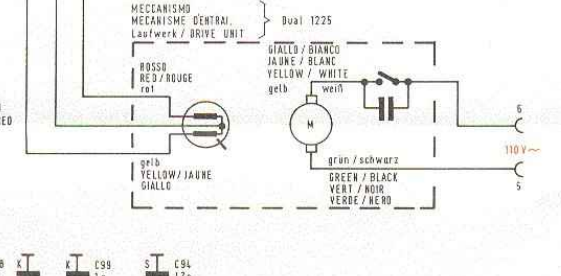 MECCANISMO
MECANISME DENTRAI.
Laufwerk / DRIVE UNIT
Dual 1225
GIALLO / BIANCO
JAUNE / BLANC
YELLOW / WHITE
gelb weiß
ROSSO
RED / ROUGE
rot
M
6
110 V~
5
gelb
YELLOW / JAUNE
GIALLO
grün / schwarz
GREEN / BLACK
VERT / NOIR
VERDE / NERO
K
K C99
S C94